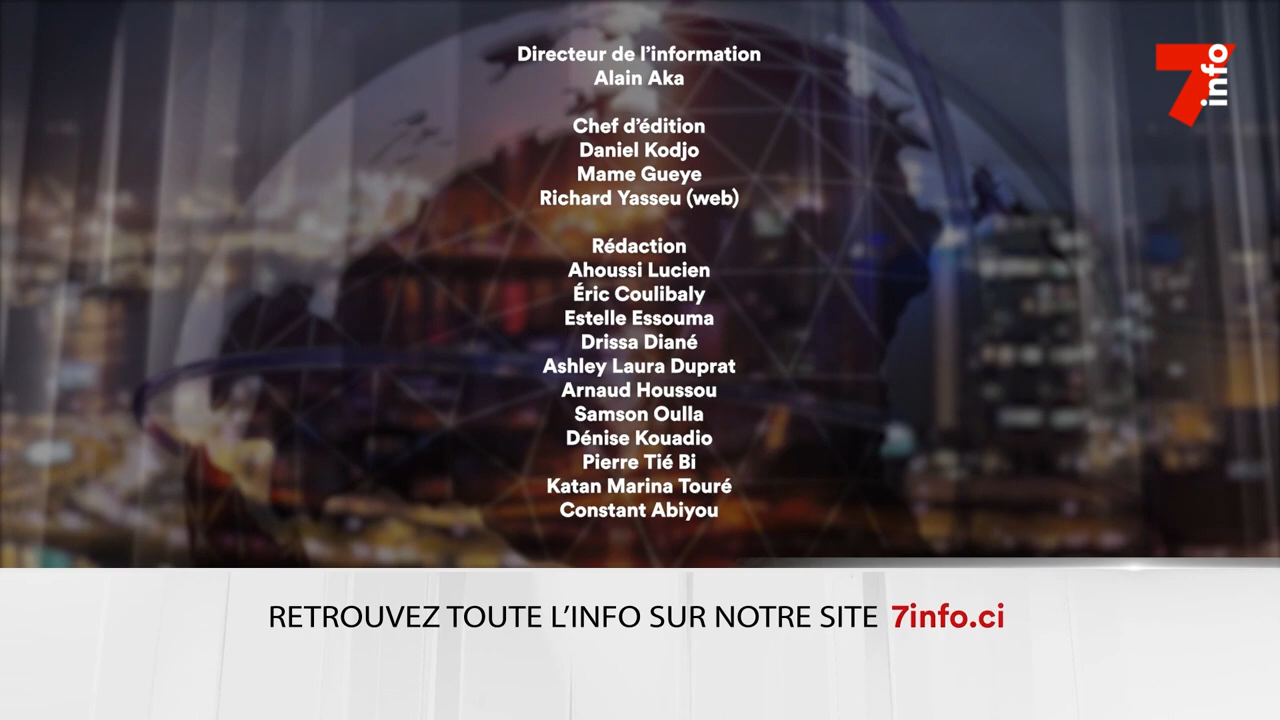 Directeur de l'information
Alain Aka
Chef d'édition
Daniel Kodjo
Mame Gueye
Richard Yasseu (web)
Rédaction
Ahoussi Lucien
Éric Coulibaly
Estelle Essouma
Drissa Diané
Ashley Laura Duprat
Arnaud Houssou
Samson Oulla
Dénise Kouadio
Pierre Tié Bi
Katan Marina Touré
Constant Abiyou
7info
RETROUVEZ TOUTE L'INFO SUR NOTRE SITE 7info.ci